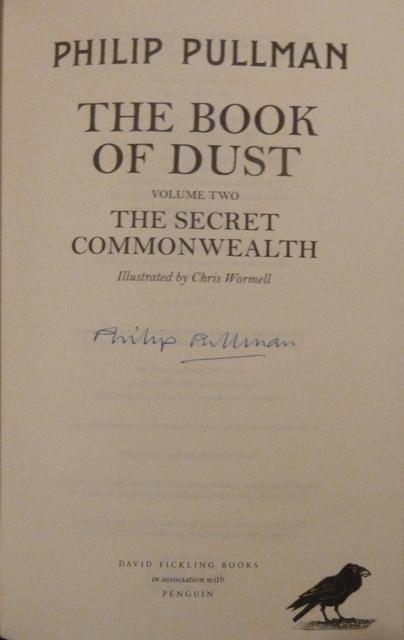 PHILIP PULLMAN
THE BOOK
OF DUST
VOLUME TWO
THE SECRET
COMMONWEALTH
Illustrated by Chris Wormell
Philip Pullman
DAVID FICKLING BOOKS
in association with
PENGUIN